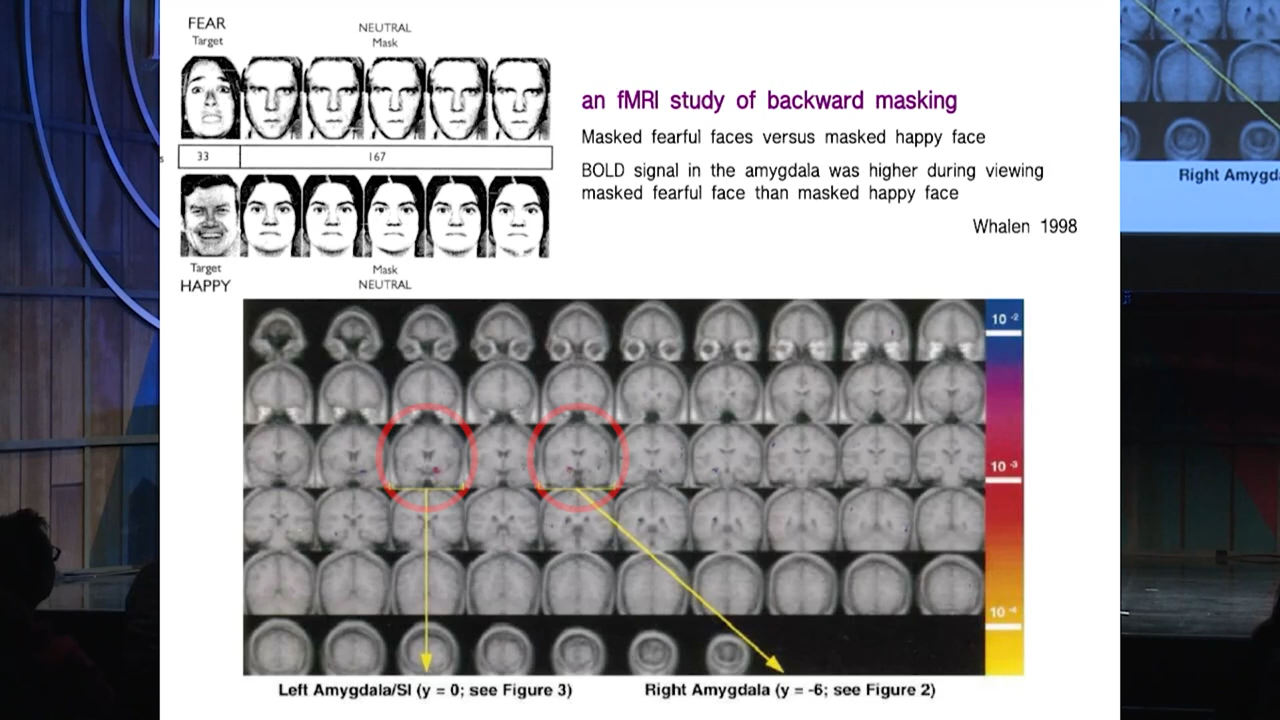 FEAR
Target
NEUTRAL
Mask
s
33
167
Target
HAPPY
Mask
NEUTRAL
an fMRI study of backward masking
Masked fearful faces versus masked happy face
BOLD signal in the amygdala was higher during viewing
masked fearful face than masked happy face
Whalen 1998
10 -2
10 -3
10 -4
Left Amygdala/SI (y = 0; see Figure 3)
Right Amygdala (y = -6; see Figure 2)
Right Amygd